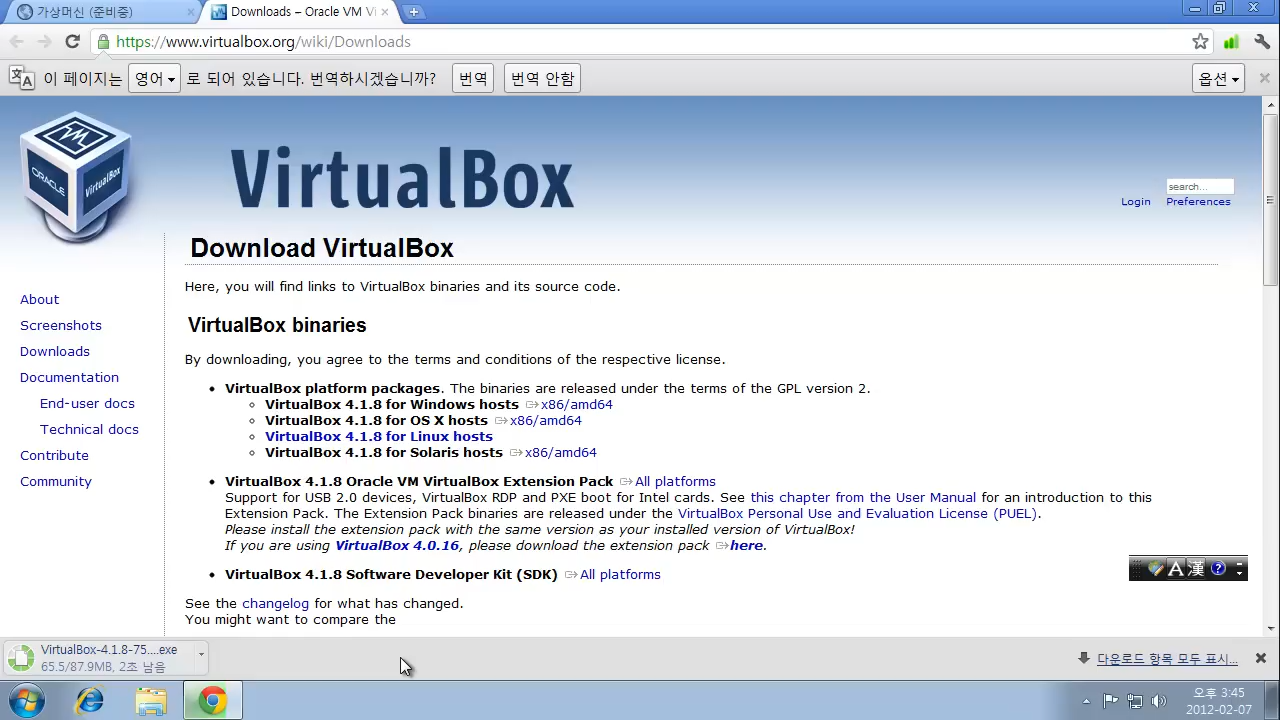 가상머신 (준비중)
Downloads – Oracle VM Vi
https://www.virtualbox.org/wiki/Downloads
이 페이지는 영어 로 되어 있습니다. 번역하시겠습니까? 번역 번역 안함 옵션
ORACLE
VirtualBox
VirtualBox
search...
Login Preferences
Download VirtualBox
Here, you will find links to VirtualBox binaries and its source code.
About
Screenshots
Downloads
Documentation
End-user docs
Technical docs
Contribute
Community
VirtualBox binaries
By downloading, you agree to the terms and conditions of the respective license.
VirtualBox platform packages. The binaries are released under the terms of the GPL version 2.
VirtualBox 4.1.8 for Windows hosts x86/amd64
VirtualBox 4.1.8 for OS X hosts x86/amd64
VirtualBox 4.1.8 for Linux hosts
VirtualBox 4.1.8 for Solaris hosts x86/amd64
VirtualBox 4.1.8 Oracle VM VirtualBox Extension Pack All platforms
Support for USB 2.0 devices, VirtualBox RDP and PXE boot for Intel cards. See this chapter from the User Manual for an introduction to this
Extension Pack. The Extension Pack binaries are released under the VirtualBox Personal Use and Evaluation License (PUEL).
Please install the extension pack with the same version as your installed version of VirtualBox!
If you are using VirtualBox 4.0.16, please download the extension pack here.
VirtualBox 4.1.8 Software Developer Kit (SDK) All platforms
A 漢 ?
See the changelog for what has changed.
You might want to compare the
VirtualBox-4.1.8-75....exe
65.5/87.9MB, 2초 남음
다운로드 항목 모두 표시...
오후 3:45
2012-02-07